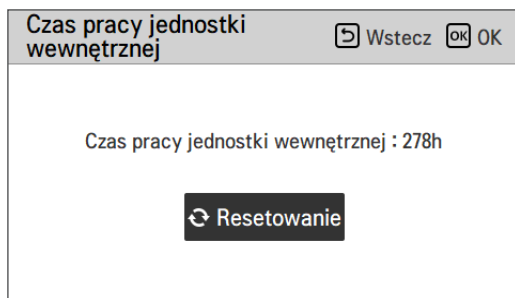 Czas pracy jednostki
wewnętrznej
Wstecz OK OK
Czas pracy jednostki wewnętrznej : 278h
Resetowanie